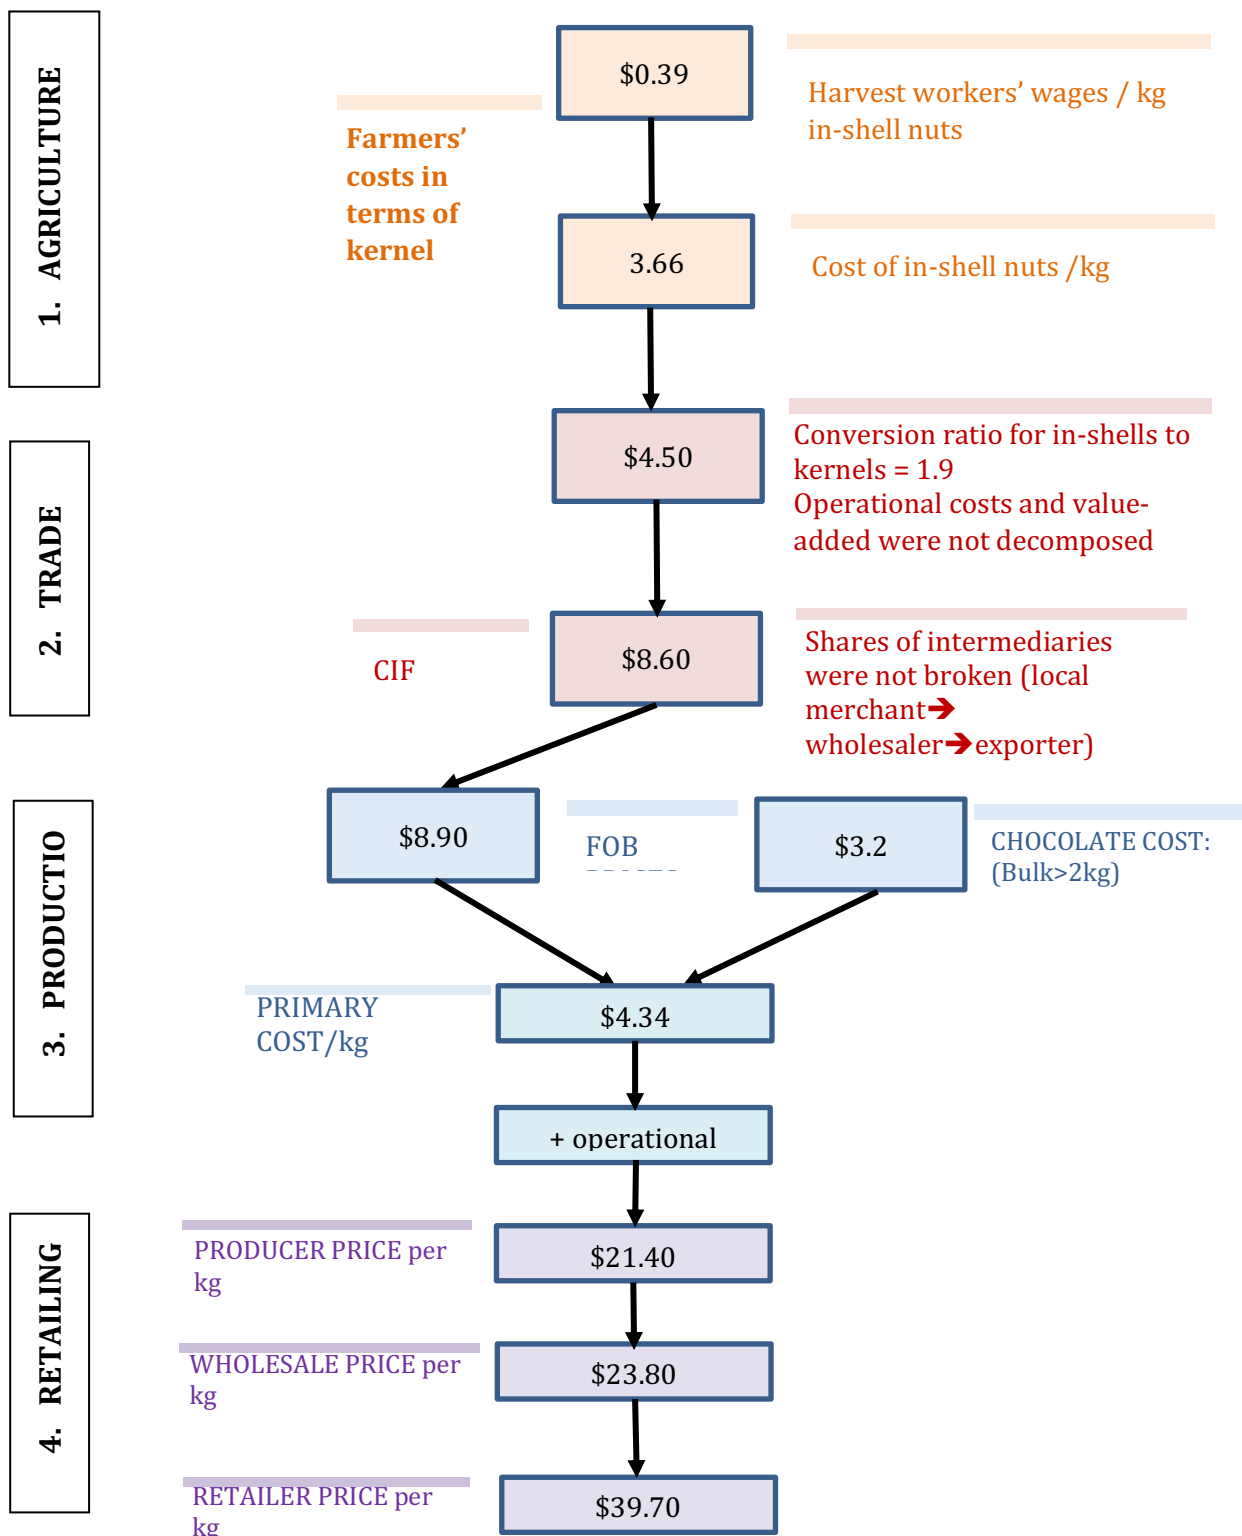 1. AGRICULTURE
$0.39
Harvest workers’ wages / kg
in-shell nuts
Farmers’
costs in
terms of
kernel
3.66
Cost of in-shell nuts /kg
2. TRADE
$4.50
Conversion ratio for in-shells to
kernels = 1.9
Operational costs and value-
added were not decomposed
CIF
$8.60
Shares of intermediaries
were not broken (local
merchant➔
wholesaler➔exporter)
3. PRODUCTIO
$8.90
FOB
$3.2
CHOCOLATE COST:
(Bulk>2kg)
PRIMARY
COST/kg
$4.34
+ operational
4. RETAILING
PRODUCER PRICE per
kg
$21.40
WHOLESALE PRICE per
kg
$23.80
RETAILER PRICE per
kg
$39.70